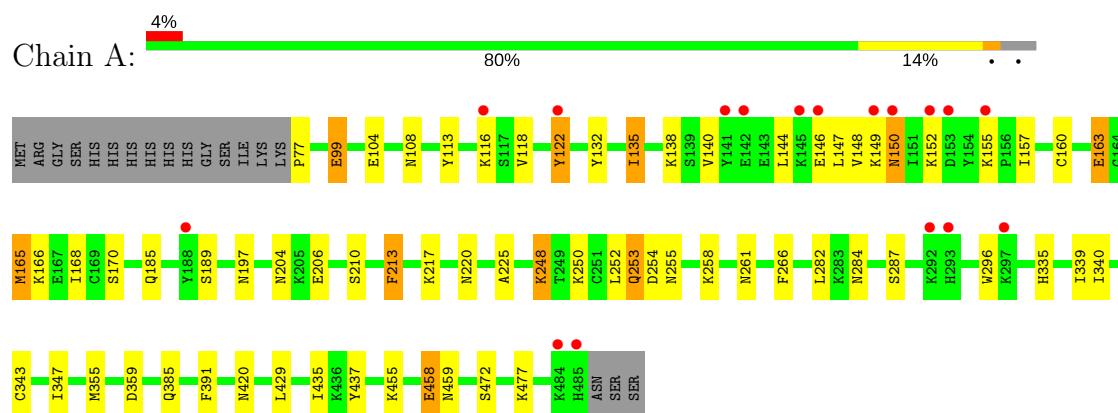 4%
Chain A:
80% 14% • •
MET ARG GLY SER HIS HIS HIS HIS HIS HIS GLY SER ILE LYS LYS P77 E99 E104 N108 Y113 K116 S117 V118 Y122 Y132 I135 K138 S139 V140 Y141 E142 E143 L144 K145 E146 L147 V148 K149 N150 I151 K152 D153 Y154 K155 P156 I157 C160 E163 G164
M165 K166 E167 I168 C169 S170 Q185 Y188 S189 N197 N204 K205 E206 S210 F213 K217 N220 A225 K248 T249 K250 C251 L252 Q253 D254 N255 K258 N261 F266 L282 K283 N284 S287 K292 H293 W296 K297 H335 I339 I340
C343 I347 M355 D359 Q385 F391 N420 L429 I435 K436 Y437 K455 E458 N459 S472 K477 K484 H485 ASN SER SER